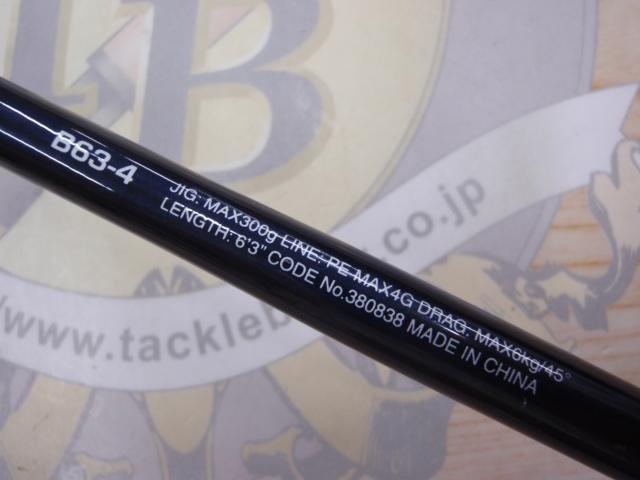 B63-4
JIG: MAX300g LINE: PE MAX4G DRAG: MAX6kg/45°
LENGTH: 6'3" CODE No.380838 MADE IN CHINA
B
.co.jp
www.tackleb